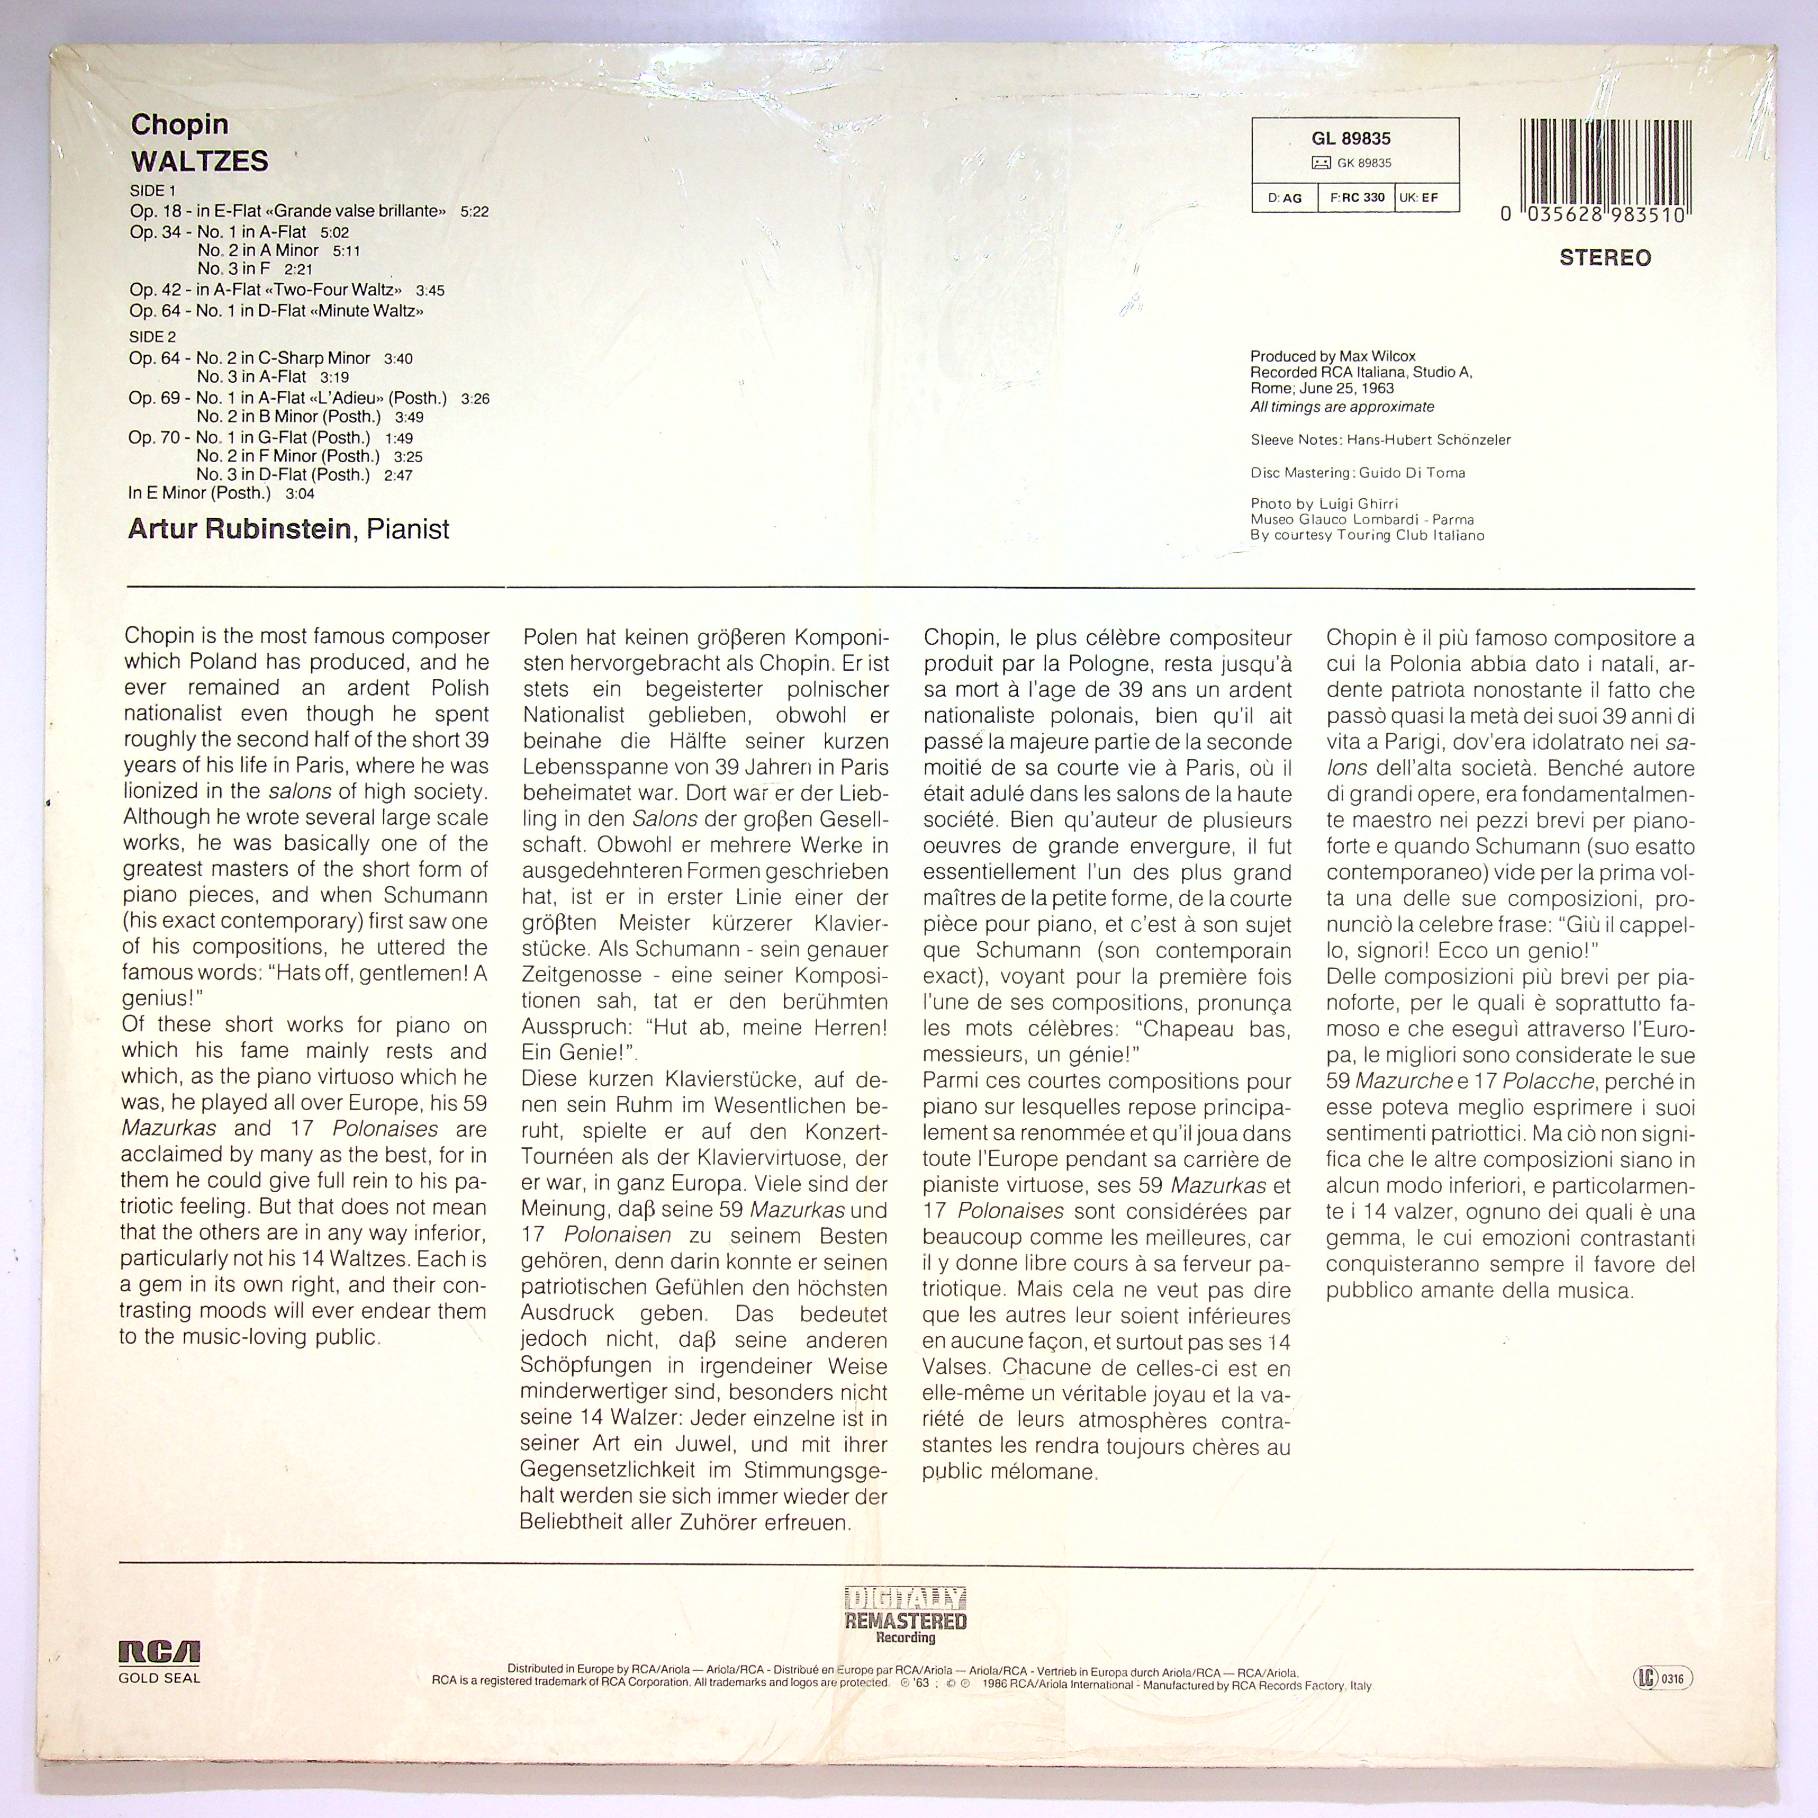 Chopin
WALTZES
SIDE 1
Op. 18 - in E-Flat «Grande valse brillante» 5:22
Op. 34 - No. 1 in A-Flat 5:02
No. 2 in A Minor 5:11
No. 3 in F 2:21
Op. 42 - in A-Flat «Two-Four Waltz» 3:45
Op. 64 - No. 1 in D-Flat «Minute Waltz»
SIDE 2
Op. 64 - No. 2 in C-Sharp Minor 3:40
No. 3 in A-Flat 3:19
Op. 69 - No. 1 in A-Flat «L'Adieu» (Posth.) 3:26
No. 2 in B Minor (Posth.) 3:49
Op. 70 - No. 1 in G-Flat (Posth.) 1:49
No. 2 in F Minor (Posth.) 3:25
No. 3 in D-Flat (Posth.) 2:47
In E Minor (Posth.) 3:04
Artur Rubinstein, Pianist
GL 89835
GK 89835
D: AG F:RC 330 UK: EF
0 035628 983510
STEREO
Produced by Max Wilcox
Recorded RCA Italiana, Studio A,
Rome; June 25, 1963
All timings are approximate
Sleeve Notes: Hans-Hubert Schönzeler
Disc Mastering: Guido Di Toma
Photo by Luigi Ghirri
Museo Glauco Lombardi - Parma
By courtesy Touring Club Italiano
Chopin is the most famous composer
which Poland has produced, and he
ever remained an ardent Polish
nationalist even though he spent
roughly the second half of the short 39
years of his life in Paris, where he was
lionized in the salons of high society.
Although he wrote several large scale
works, he was basically one of the
greatest masters of the short form of
piano pieces, and when Schumann
(his exact contemporary) first saw one
of his compositions, he uttered the
famous words: "Hats off, gentlemen! A
genius!"
Of these short works for piano on
which his fame mainly rests and
which, as the piano virtuoso which he
was, he played all over Europe, his 59
Mazurkas and 17 Polonaises are
acclaimed by many as the best, for in
them he could give full rein to his pa-
triotic feeling. But that does not mean
that the others are in any way inferior,
particularly not his 14 Waltzes. Each is
a gem in its own right, and their con-
trasting moods will ever endear them
to the music-loving public.
Polen hat keinen größeren Komponi-
sten hervorgebracht als Chopin. Er ist
stets ein begeisterter polnischer
Nationalist geblieben, obwohl er
beinahe die Hälfte seiner kurzen
Lebensspanne von 39 Jahren in Paris
beheimatet war. Dort war er der Lieb-
ling in den Salons der großen Gesell-
schaft. Obwohl er mehrere Werke in
ausgedehnteren Formen geschrieben
hat, ist er in erster Linie einer der
größten Meister kürzerer Klavier-
stücke. Als Schumann - sein genauer
Zeitgenosse - eine seiner Komposi-
tionen sah, tat er den berühmten
Ausspruch: "Hut ab, meine Herren!
Ein Genie!".
Diese kurzen Klavierstücke, auf de-
nen sein Ruhm im Wesentlichen be-
ruht, spielte er auf den Konzert-
Tournéen als der Klaviervirtuose, der
er war, in ganz Europa. Viele sind der
Meinung, daß seine 59 Mazurkas und
17 Polonaisen zu seinem Besten
gehören, denn darin konnte er seinen
patriotischen Gefühlen den höchsten
Ausdruck geben. Das bedeutet
jedoch nicht, daß seine anderen
Schöpfungen in irgendeiner Weise
minderwertiger sind, besonders nicht
seine 14 Walzer: Jeder einzelne ist in
seiner Art ein Juwel, und mit ihrer
Gegensetzlichkeit im Stimmungsge-
halt werden sie sich immer wieder der
Beliebtheit aller Zuhörer erfreuen.
Chopin, le plus célèbre compositeur
produit par la Pologne, resta jusqu'à
sa mort à l'age de 39 ans un ardent
nationaliste polonais, bien qu'il ait
passé la majeure partie de la seconde
moitié de sa courte vie à Paris, où il
était adulé dans les salons de la haute
société. Bien qu'auteur de plusieurs
oeuvres de grande envergure, il fut
essentiellement l'un des plus grand
maîtres de la petite forme, de la courte
pièce pour piano, et c'est à son sujet
que Schumann (son contemporain
exact), voyant pour la première fois
l'une de ses compositions, pronunça
les mots célèbres: "Chapeau bas,
messieurs, un génie!"
Parmi ces courtes compositions pour
piano sur lesquelles repose principa-
lement sa renommée et qu'il joua dans
toute l'Europe pendant sa carrière de
pianiste virtuose, ses 59 Mazurkas et
17 Polonaises sont considérées par
beaucoup comme les meilleures, car
il y donne libre cours à sa ferveur pa-
triotique. Mais cela ne veut pas dire
que les autres leur soient inférieures
en aucune façon, et surtout pas ses 14
Valses. Chacune de celles-ci est en
elle-même un véritable joyau et la va-
riété de leurs atmosphères contra-
stantes les rendra toujours chères au
public mélomane.
Chopin è il più famoso compositore a
cui la Polonia abbia dato i natali, ar-
dente patriota nonostante il fatto che
passò quasi la metà dei suoi 39 anni di
vita a Parigi, dov'era idolatrato nei sa-
lons dell'alta società. Benché autore
di grandi opere, era fondamentalmen-
te maestro nei pezzi brevi per piano-
forte e quando Schumann (suo esatto
contemporaneo) vide per la prima vol-
ta una delle sue composizioni, pro-
nunciò la celebre frase: "Giù il cappel-
lo, signori! Ecco un genio!"
Delle composizioni più brevi per pia-
noforte, per le quali è soprattutto fa-
moso e che eseguì attraverso l'Euro-
pa, le migliori sono considerate le sue
59 Mazurche e 17 Polacche, perché in
esse poteva meglio esprimere i suoi
sentimenti patriottici. Ma ciò non signi-
fica che le altre composizioni siano in
alcun modo inferiori, e particolarmen-
te i 14 valzer, ognuno dei quali è una
gemma, le cui emozioni contrastanti
conquisteranno sempre il favore del
pubblico amante della musica.
DIGITALLY
REMASTERED
Recording
RCA
GOLD SEAL
Distributed in Europe by RCA/Ariola — Ariola/RCA - Distribué en Europe par RCA/Ariola — Ariola/RCA - Vertrieb in Europa durch Ariola/RCA — RCA/Ariola.
RCA is a registered trademark of RCA Corporation. All trademarks and logos are protected. ℗ '63 ; © ℗ 1986 RCA/Ariola International - Manufactured by RCA Records Factory, Italy
LC 0316